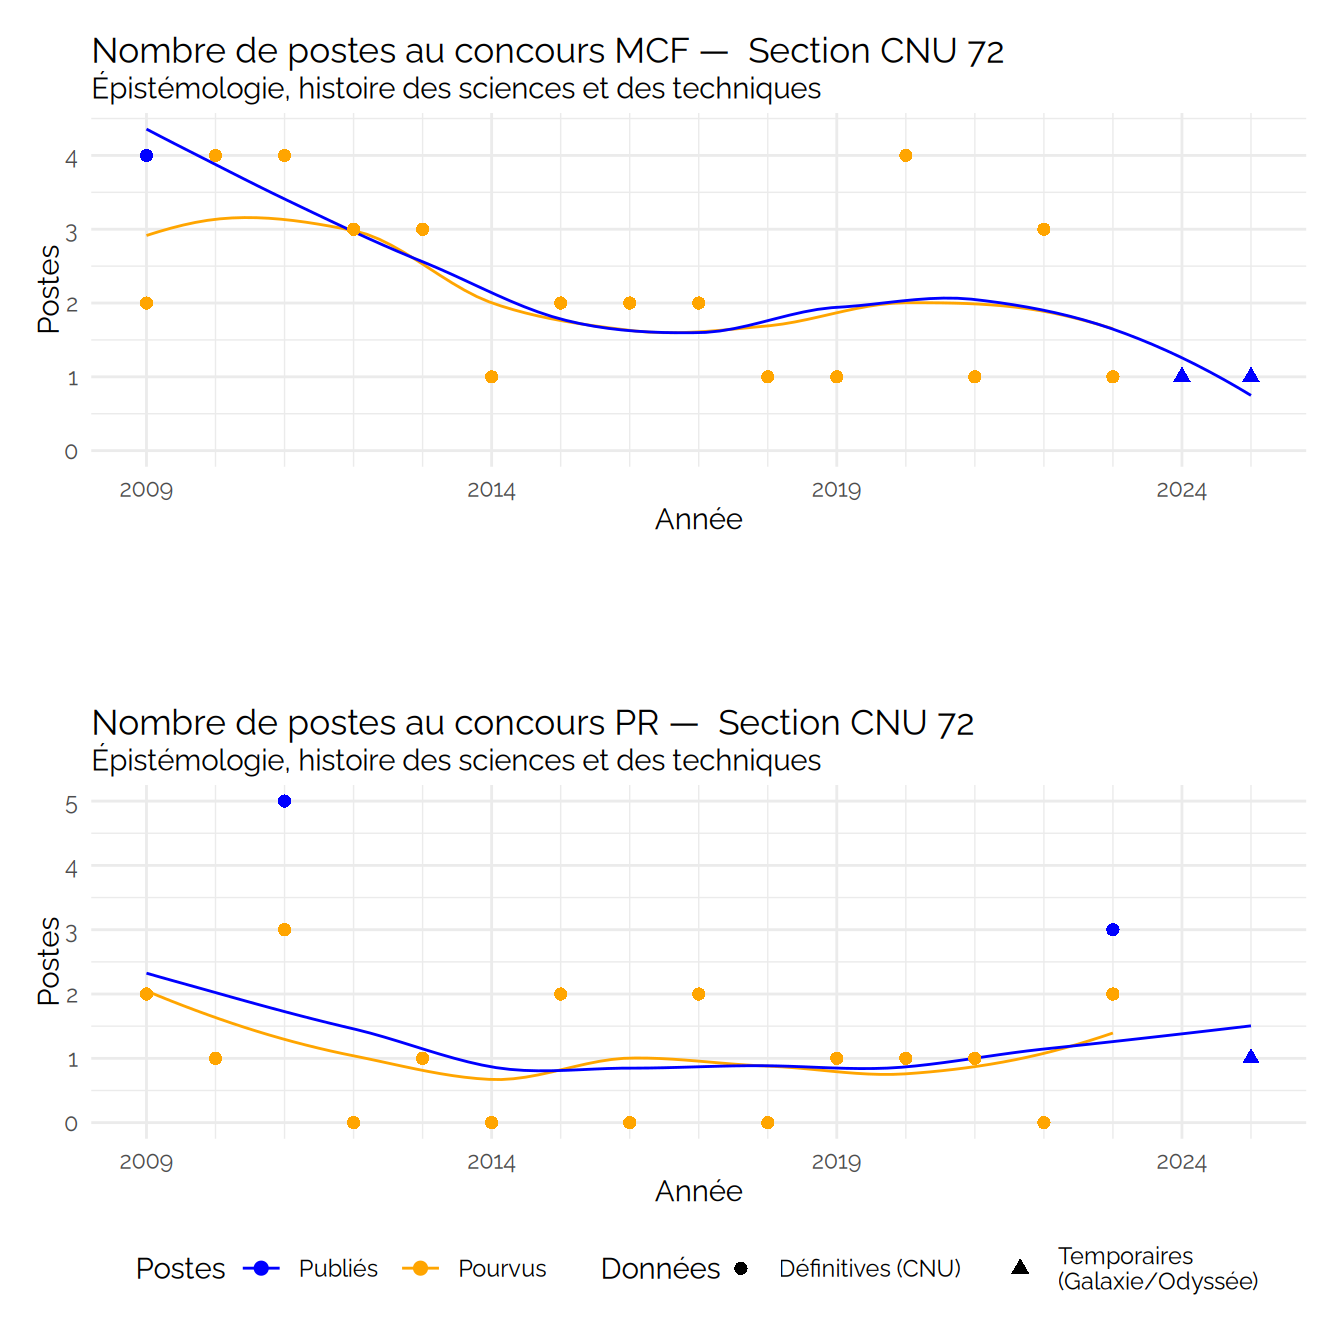 Nombre de postes au concours MCF — Section CNU 72
Épistémologie, histoire des sciences et des techniques
Postes
4
3
2
1
0
2009 2014 2019 2024
Année
Nombre de postes au concours PR — Section CNU 72
Épistémologie, histoire des sciences et des techniques
Postes
5
4
3
2
1
0
2009 2014 2019 2024
Année
Postes Publiés Pourvus Données Définitives (CNU) Temporaires
(Galaxie/Odyssée)